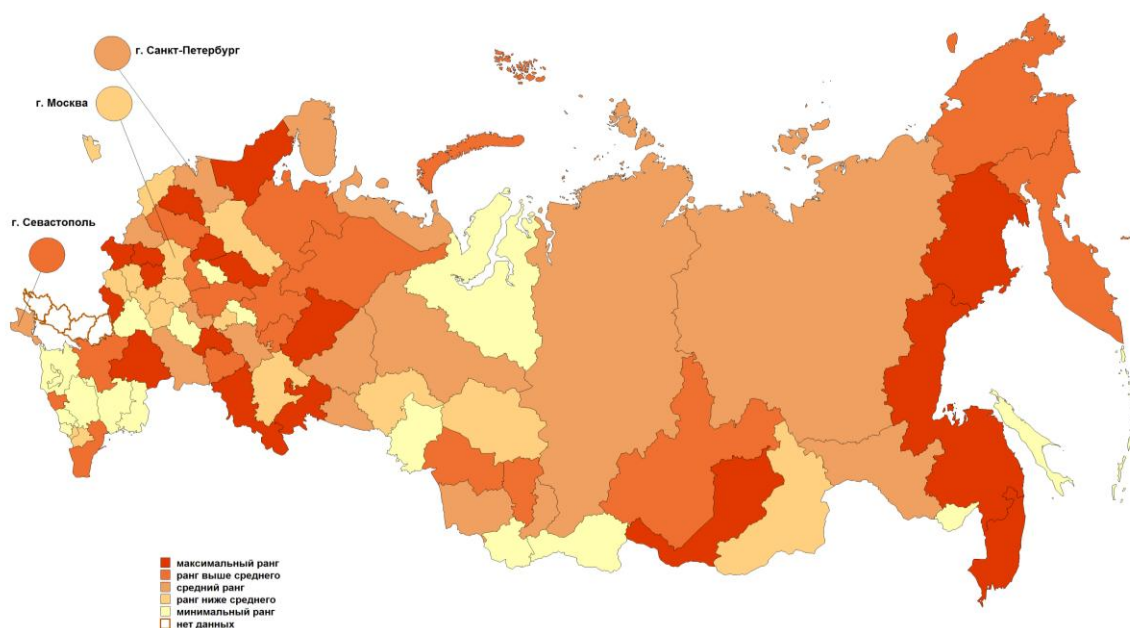 г. Санкт-Петербург
г. Москва
г. Севастополь
максимальный ранг
ранг выше среднего
средний ранг
ранг ниже среднего
минимальный ранг
нет данных